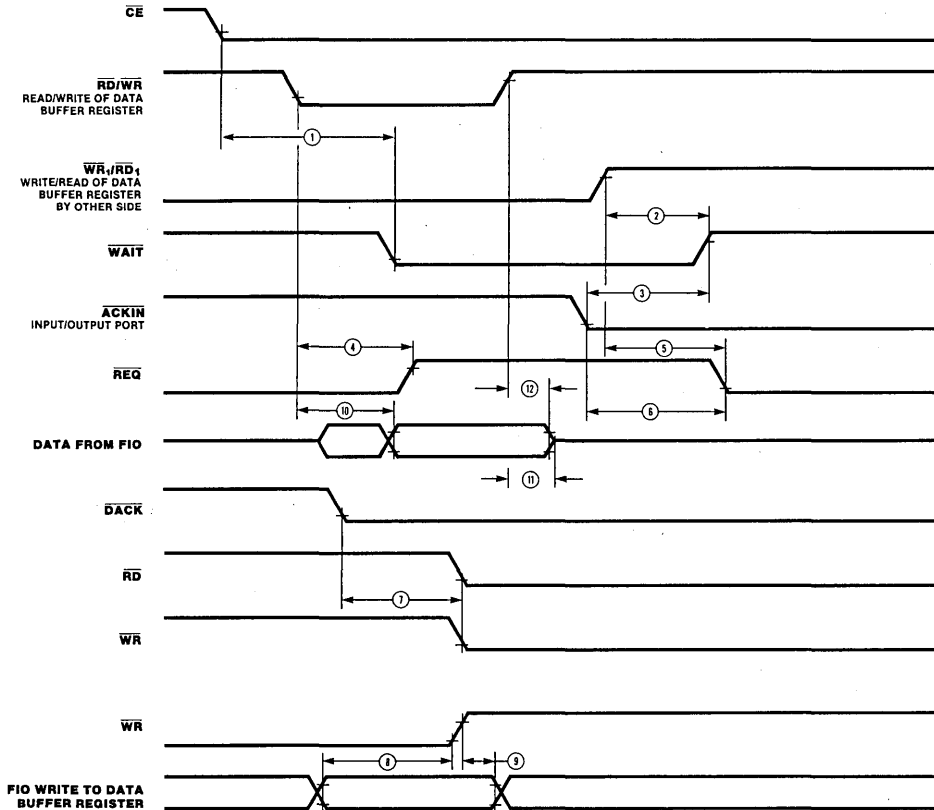 CE
RD/WR
READ/WRITE OF DATA
BUFFER REGISTER
1
WR1/RD1
WRITE/READ OF DATA
BUFFER REGISTER
BY OTHER SIDE
2
WAIT
3
ACKIN
INPUT/OUTPUT PORT
4
5
REQ
12
10
6
DATA FROM FIO
11
DACK
RD
7
WR
WR
8
9
FIO WRITE TO DATA
BUFFER REGISTER